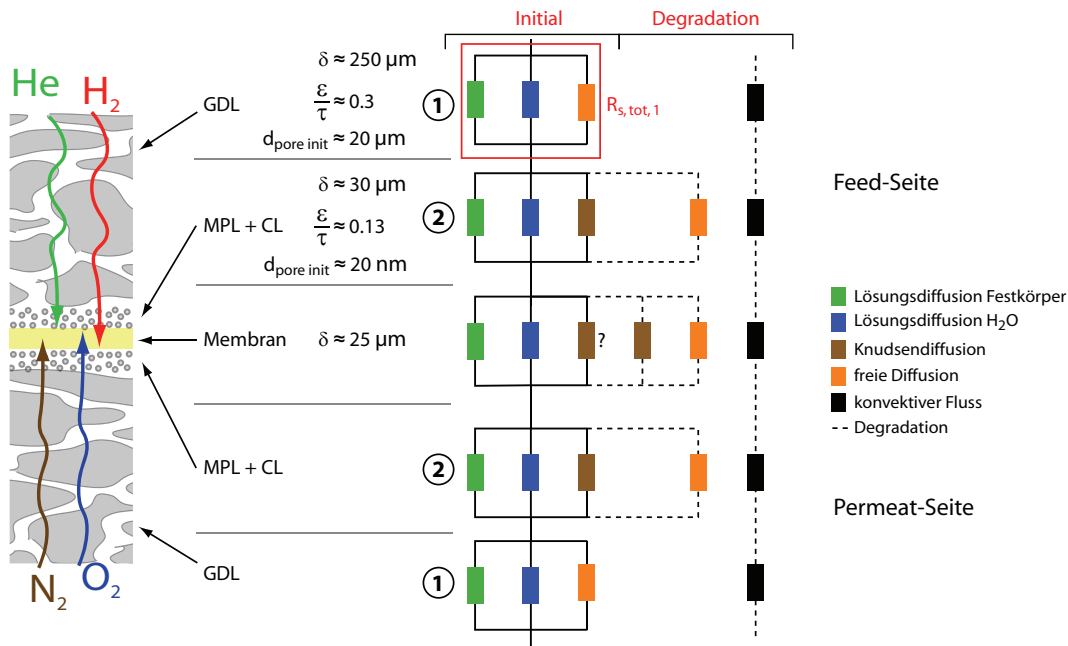 Initial
Degradation
He
H2
GDL
δ ≈ 250 µm
ε/τ ≈ 0.3
dpore init ≈ 20 µm
1
Rs, tot, 1
MPL + CL
δ ≈ 30 µm
ε/τ ≈ 0.13
dpore init ≈ 20 nm
2
Feed-Seite
Membran
δ ≈ 25 µm
?
Lösungsdiffusion Festkörper
Lösungsdiffusion H2O
Knudsendiffusion
freie Diffusion
konvektiver Fluss
Degradation
MPL + CL
2
Permeat-Seite
GDL
1
N2
O2